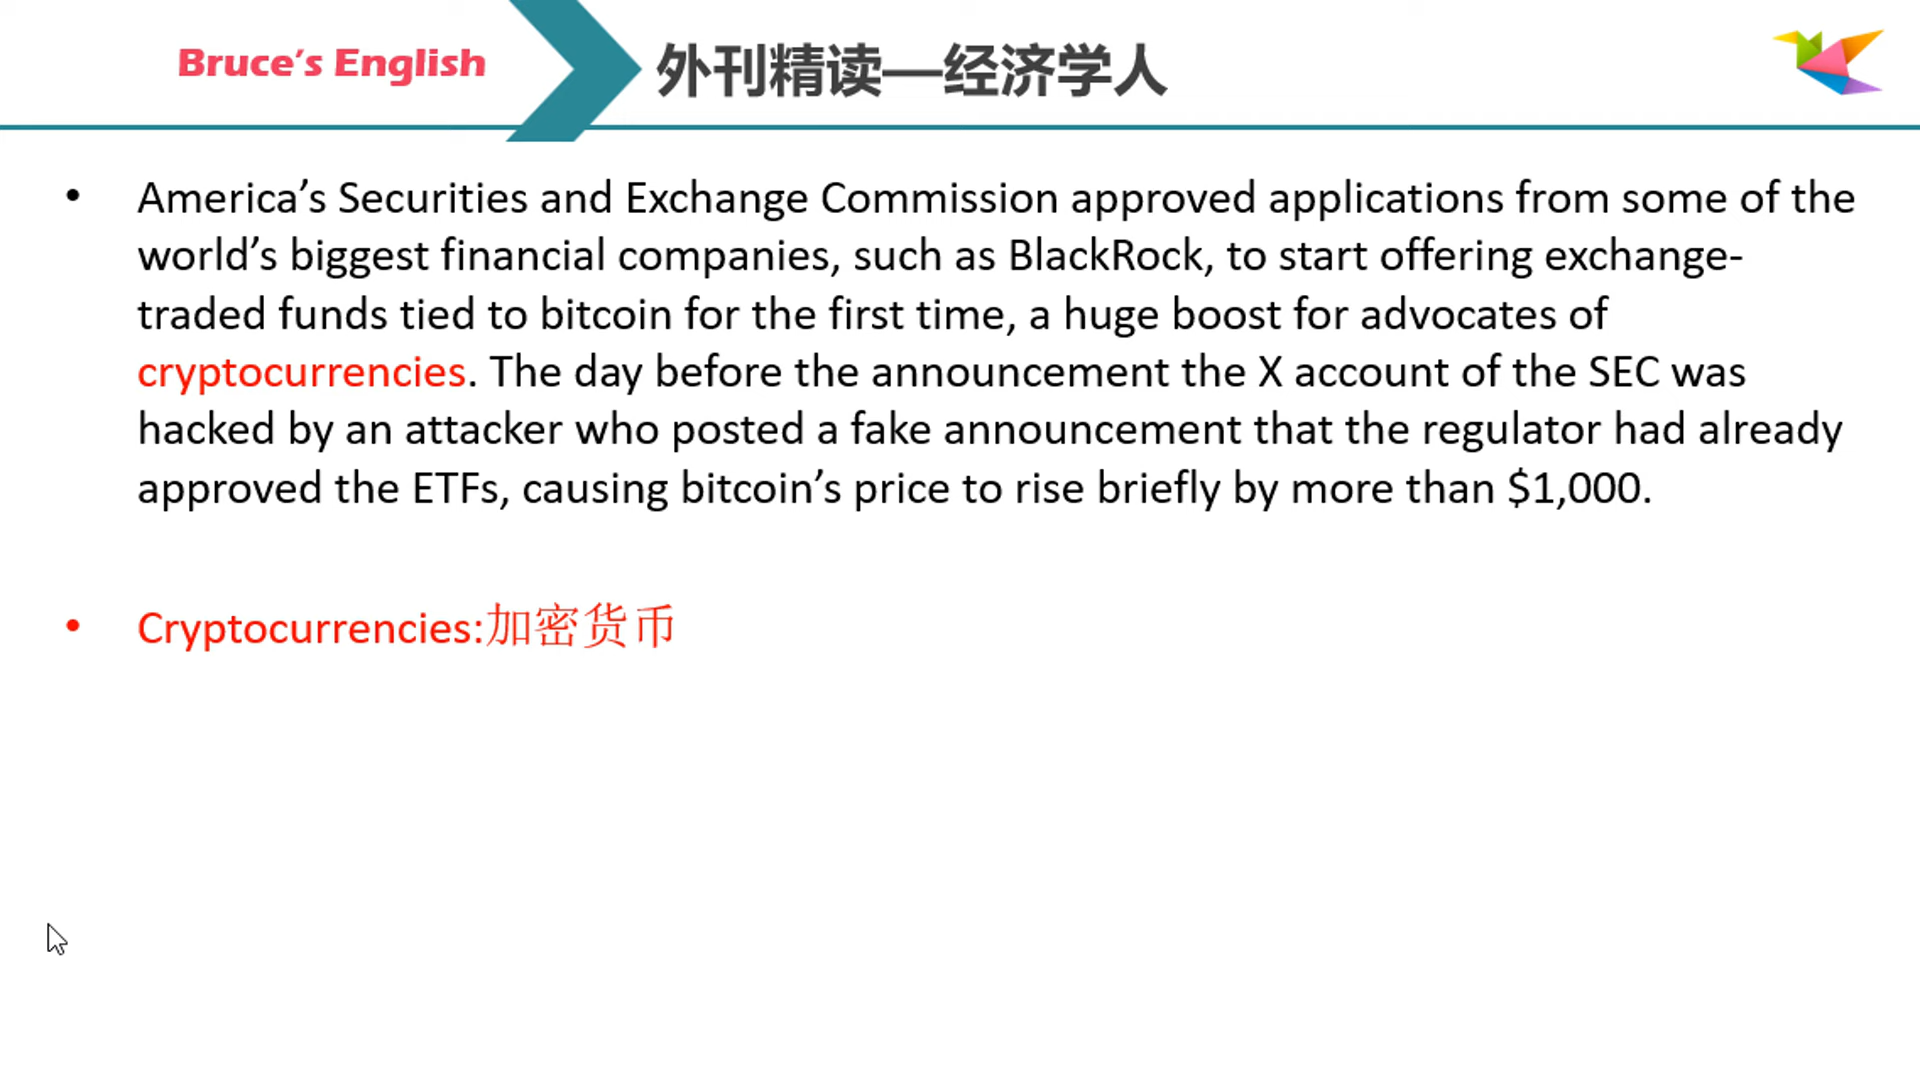 Bruce's English
外刊精读—经济学人
• America’s Securities and Exchange Commission approved applications from some of the
world’s biggest financial companies, such as BlackRock, to start offering exchange-
traded funds tied to bitcoin for the first time, a huge boost for advocates of
cryptocurrencies. The day before the announcement the X account of the SEC was
hacked by an attacker who posted a fake announcement that the regulator had already
approved the ETFs, causing bitcoin’s price to rise briefly by more than $1,000.
• Cryptocurrencies:加密货币